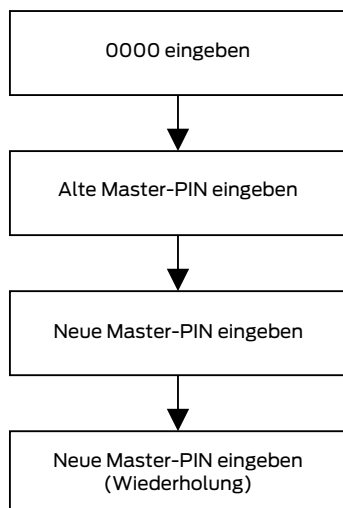 0000 eingeben
Alte Master-PIN eingeben
Neue Master-PIN eingeben
Neue Master-PIN eingeben
(Wiederholung)